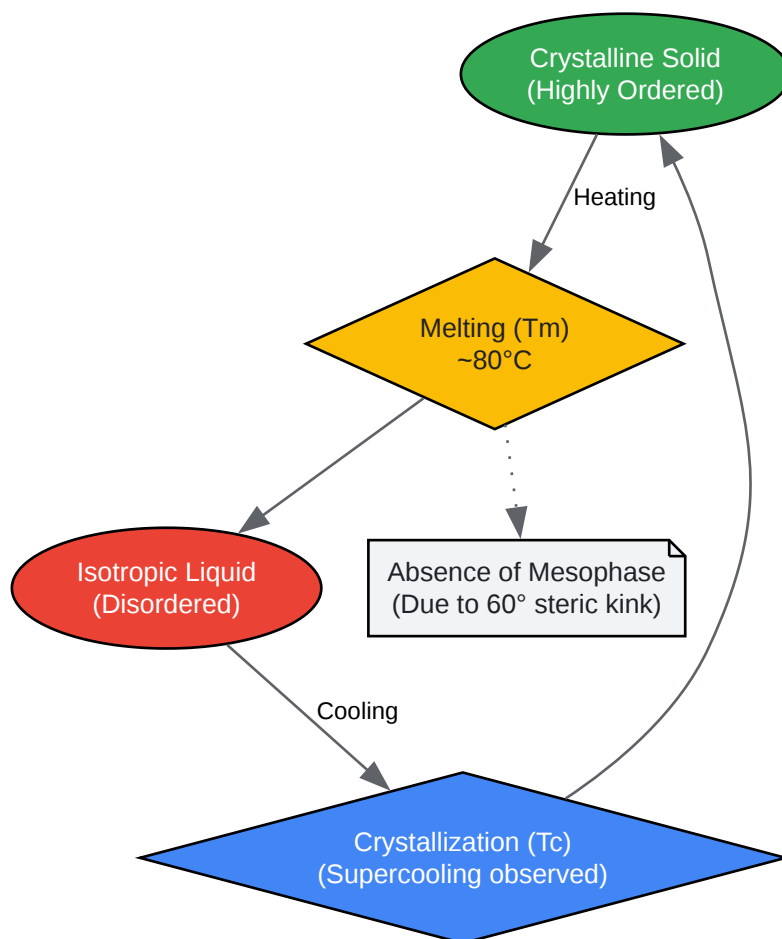 Crystalline Solid
(Highly Ordered)
Heating
Melting (Tm)
~80°C
Isotropic Liquid
(Disordered)
Absence of Mesophase
(Due to 60° steric kink)
Cooling
Crystallization (Tc)
(Supercooling observed)